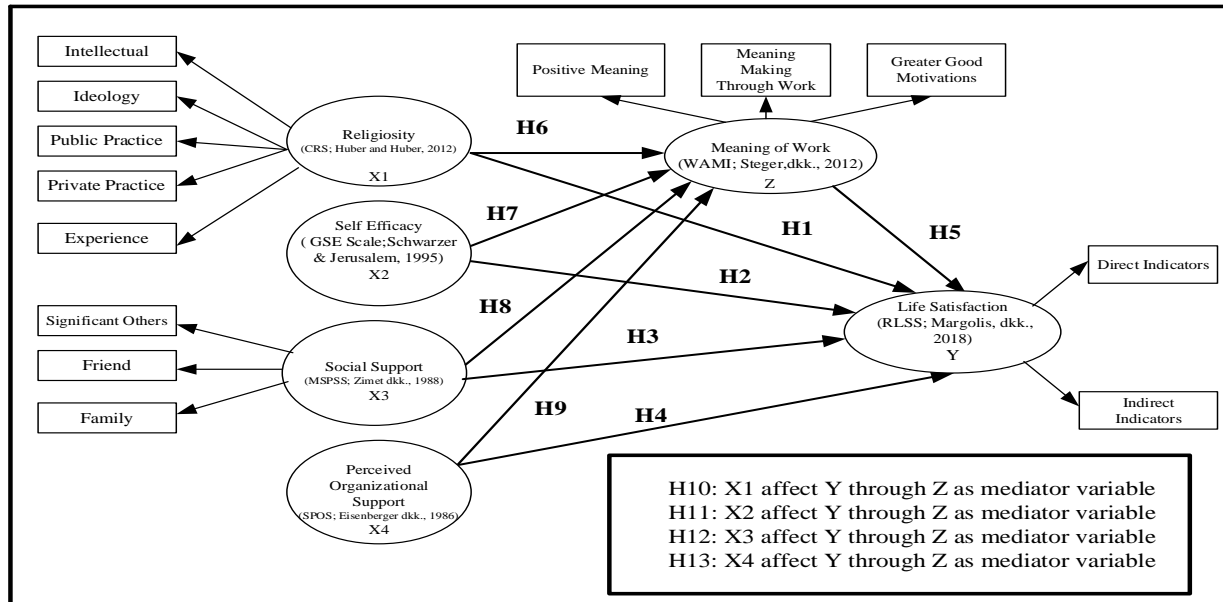 Intellectual
Ideology
Public Practice
Private Practice
Experience
Religiosity
(CRS; Huber and Huber, 2012)
X1
Self Efficacy
( GSE Scale;Schwarzer
& Jerusalem, 1995)
X2
Significant Others
Friend
Family
Social Support
(MSPSS; Zimet dkk., 1988)
X3
Perceived
Organizational
Support
(SPOS; Eisenberger dkk., 1986)
X4
Positive Meaning
Meaning
Making
Through Work
Greater Good
Motivations
Meaning of Work
(WAMI; Steger,dkk., 2012)
Z
H6
H7
H1
H5
H2
H8
H3
H9
H4
Life Satisfaction
(RLSS; Margolis, dkk.,
2018)
Y
Direct Indicators
Indirect
Indicators
H10: X1 affect Y through Z as mediator variable
H11: X2 affect Y through Z as mediator variable
H12: X3 affect Y through Z as mediator variable
H13: X4 affect Y through Z as mediator variable